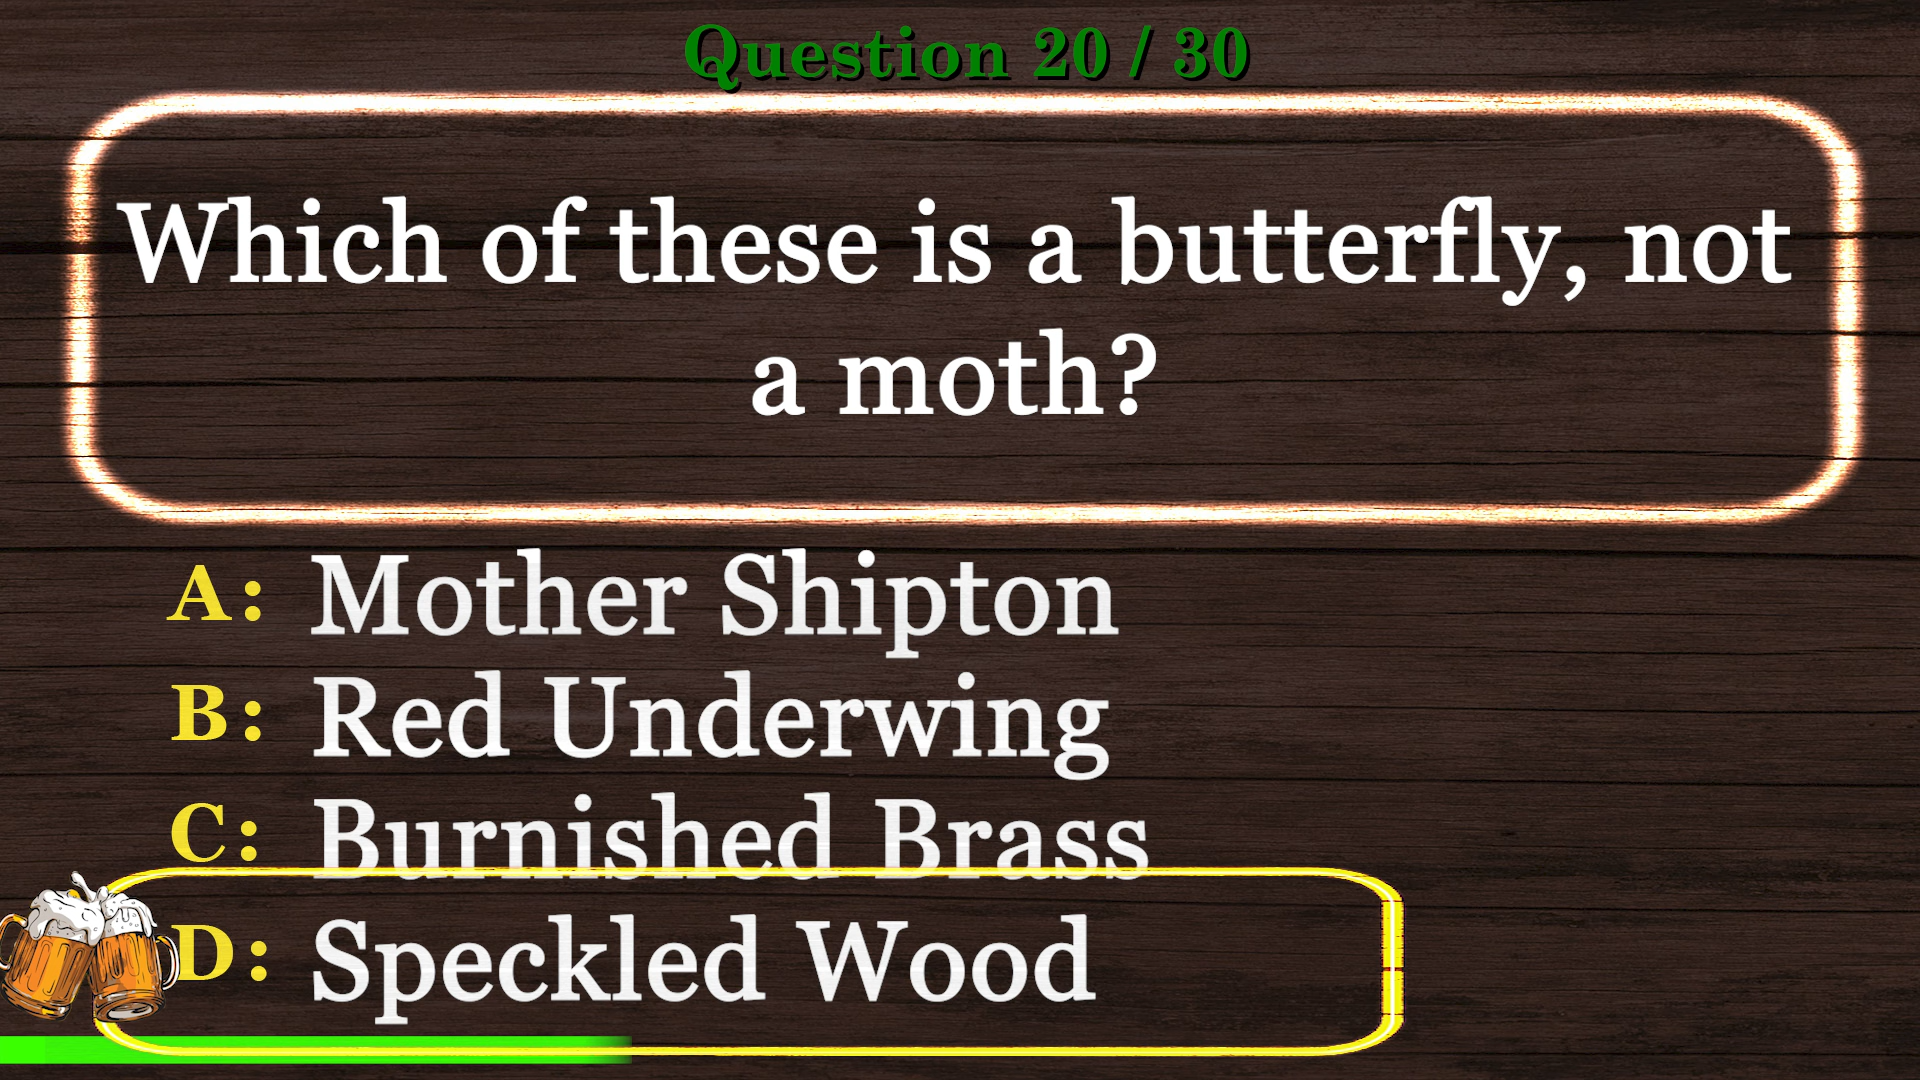 Question 20 / 30
Which of these is a butterfly, not
a moth?
A: Mother Shipton
B: Red Underwing
C: Burnished Brass
D: Speckled Wood